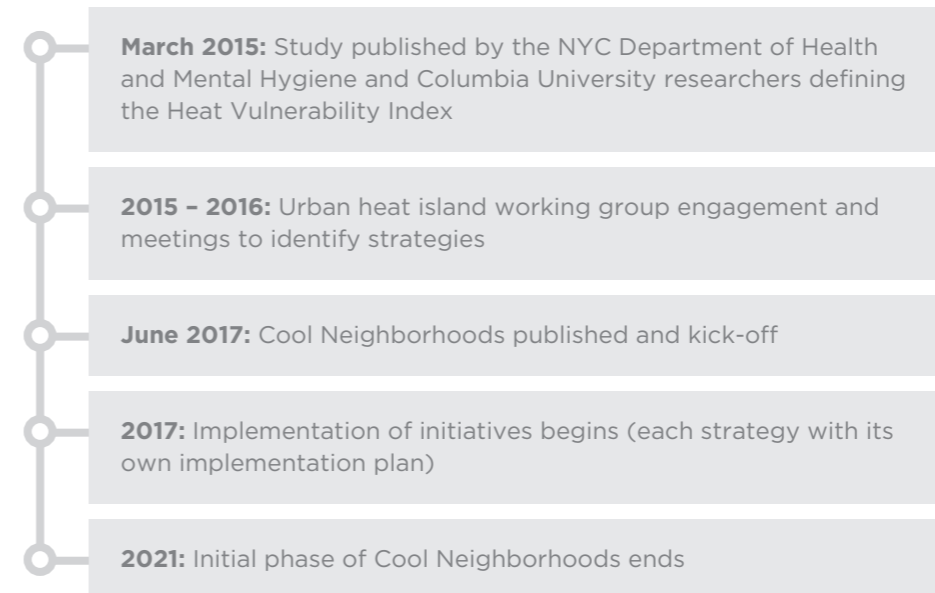 March 2015: Study published by the NYC Department of Health
and Mental Hygiene and Columbia University researchers defining
the Heat Vulnerability Index
2015 – 2016: Urban heat island working group engagement and
meetings to identify strategies
June 2017: Cool Neighborhoods published and kick-off
2017: Implementation of initiatives begins (each strategy with its
own implementation plan)
2021: Initial phase of Cool Neighborhoods ends